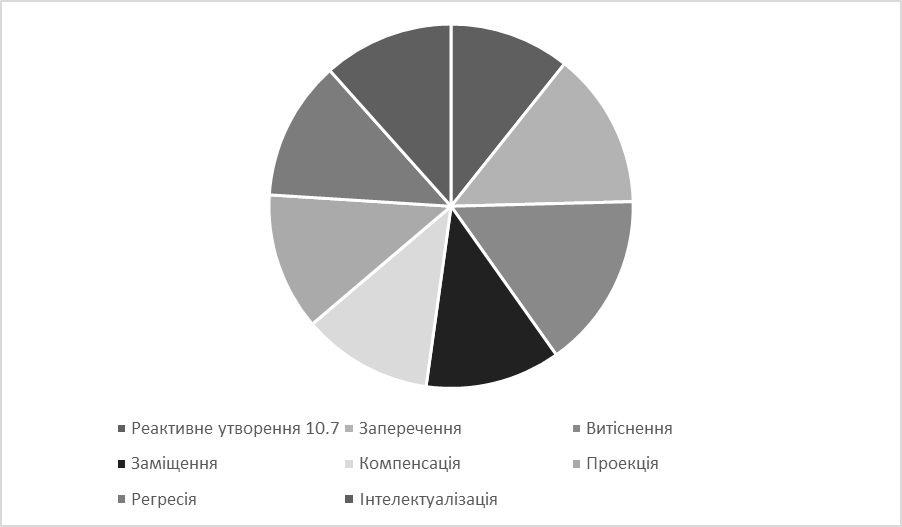 Реактивне утворення 10.7 Заперечення Витіснення
Заміщення Компенсація Проекція
Регресія Інтелектуалізація